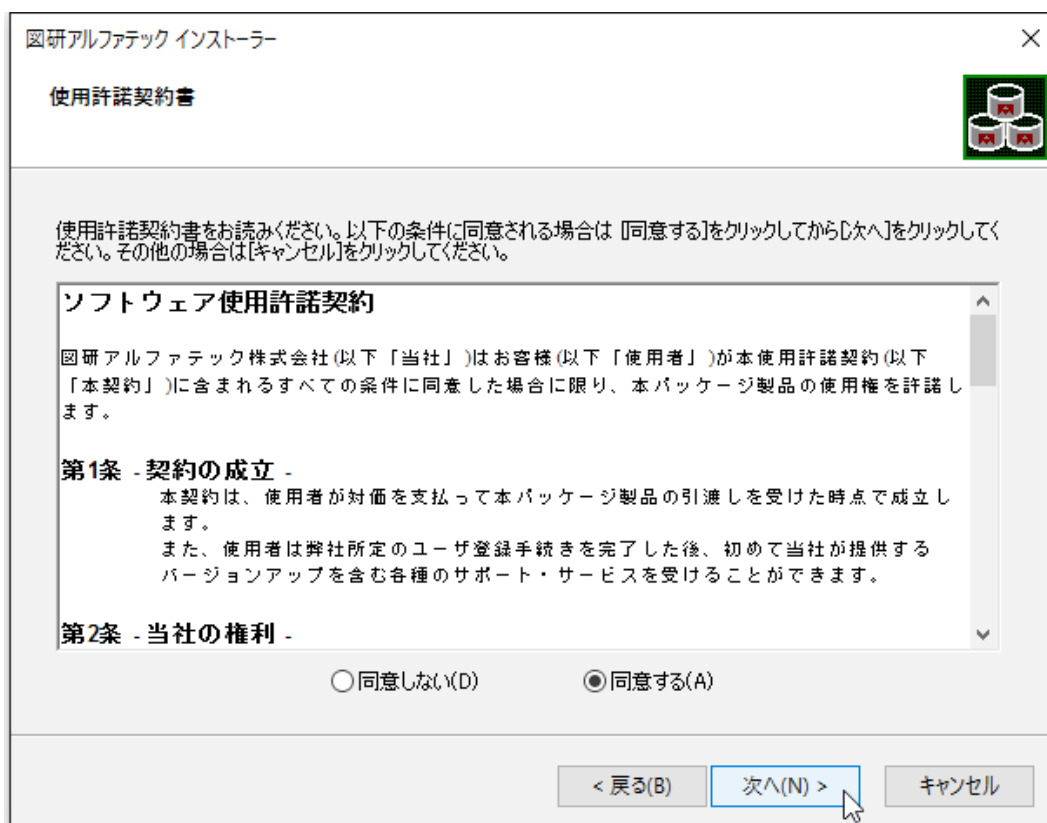 図研アルファテック インストーラー
使用許諾契約書
使用許諾契約書をお読みください。以下の条件に同意される場合は [同意する]をクリックしてから[次へ]をクリックしてく
ださい。その他の場合は[キャンセル]をクリックしてください。
ソフトウェア使用許諾契約
図研アルファテック株式会社(以下「当社」)はお客様(以下「使用者」)が本使用許諾契約(以下
「本契約」)に含まれるすべての条件に同意した場合に限り、本パッケージ製品の使用権を許諾し
ます。
第1条 - 契約の成立 -
本契約は、使用者が対価を支払って本パッケージ製品の引渡しを受けた時点で成立し
ます。
また、使用者は弊社所定のユーザ登録手続きを完了した後、初めて当社が提供する
バージョンアップを含む各種のサポート・サービスを受けることができます。
第2条 - 当社の権利 -
同意しない(D) 同意する(A)
< 戻る(B) 次へ(N) > キャンセル